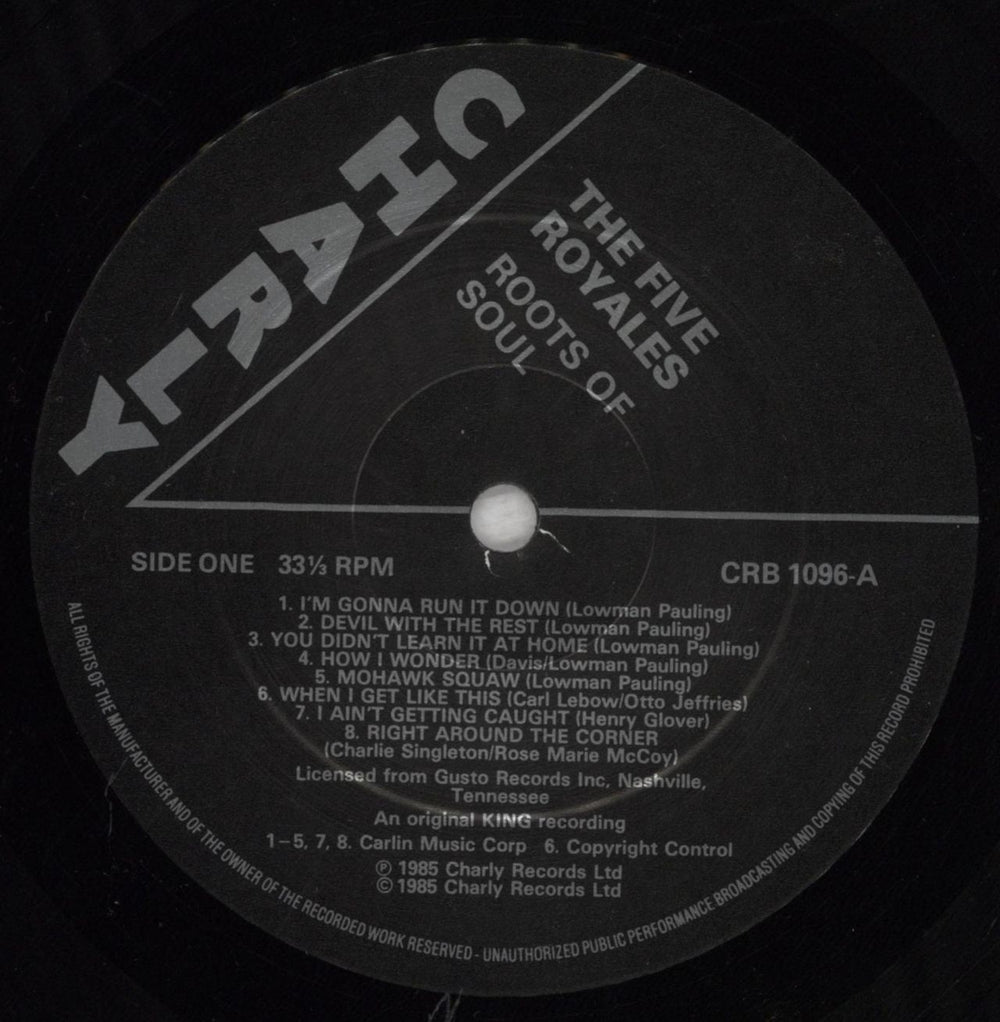 CHARLY
THE FIVE
ROYALES
ROOTS OF
SOUL
SIDE ONE 33⅓ RPM
CRB 1096-A
1. I'M GONNA RUN IT DOWN (Lowman Pauling)
2. DEVIL WITH THE REST (Lowman Pauling)
3. YOU DIDN'T LEARN IT AT HOME (Lowman Pauling)
4. HOW I WONDER (Davis/Lowman Pauling)
5. MOHAWK SQUAW (Lowman Pauling)
6. WHEN I GET LIKE THIS (Carl Lebow/Otto Jeffries)
7. I AIN'T GETTING CAUGHT (Henry Glover)
8. RIGHT AROUND THE CORNER
(Charlie Singleton/Rose Marie McCoy)
Licensed from Gusto Records Inc, Nashville,
Tennessee
An original KING recording
1–5, 7, 8. Carlin Music Corp 6. Copyright Control
℗ 1985 Charly Records Ltd
© 1985 Charly Records Ltd
ALL RIGHTS OF THE MANUFACTURER AND OF THE OWNER OF THE RECORDED WORK RESERVED - UNAUTHORIZED PUBLIC PERFORMANCE BROADCASTING AND COPYING OF THIS RECORD PROHIBITED